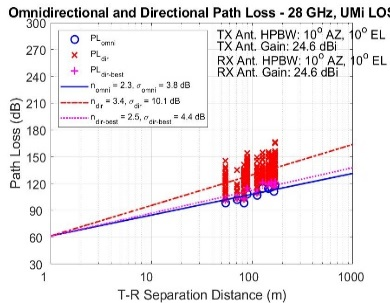 Omnidirectional and Directional Path Loss - 28 GHz, UMi LOS
TX Ant. HPBW: 10° AZ, 10° EL
TX Ant. Gain: 24.6 dBi
RX Ant. HPBW: 10° AZ, 10° EL
RX Ant. Gain: 24.6 dBi
PL_omni
PL_dir
PL_dir-best
n_omni = 2.3, σ_omni = 3.8 dB
n_dir = 3.4, σ_dir = 10.1 dB
n_dir-best = 2.5, σ_dir-best = 4.4 dB
Path Loss (dB)
300
270
240
210
180
150
120
90
60
30
1
10
100
1000
T-R Separation Distance (m)